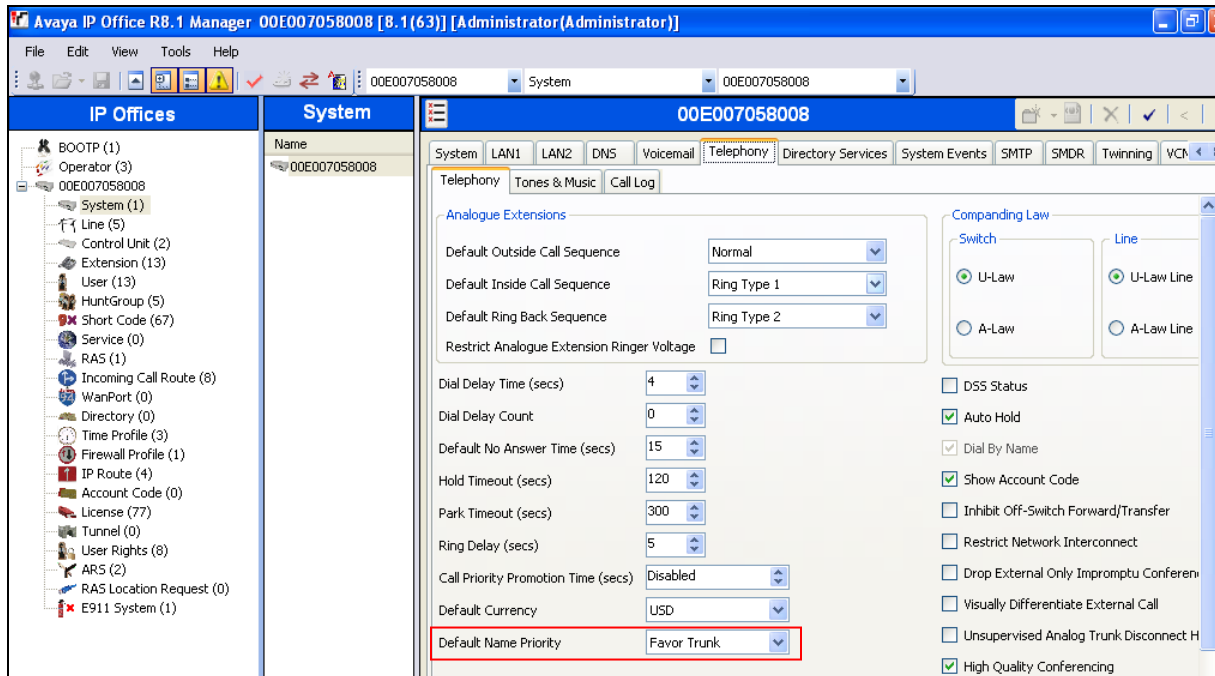 Avaya IP Office R8.1 Manager 00E007058008 [8.1(63)] [Administrator(Administrator)]
File Edit View Tools Help
00E007058008 System 00E007058008
IP Offices
BOOTP (1)
Operator (3)
00E007058008
System (1)
Line (5)
Control Unit (2)
Extension (13)
User (13)
HuntGroup (5)
Short Code (67)
Service (0)
RAS (1)
Incoming Call Route (8)
WanPort (0)
Directory (0)
Time Profile (3)
Firewall Profile (1)
IP Route (4)
Account Code (0)
License (77)
Tunnel (0)
User Rights (8)
ARS (2)
RAS Location Request (0)
E911 System (1)
System
Name
00E007058008
00E007058008
System LAN1 LAN2 DNS Voicemail Telephony Directory Services System Events SMTP SMDR Twinning VCM
Telephony Tones & Music Call Log
Analogue Extensions
Default Outside Call Sequence Normal
Default Inside Call Sequence Ring Type 1
Default Ring Back Sequence Ring Type 2
Restrict Analogue Extension Ringer Voltage
Dial Delay Time (secs) 4
Dial Delay Count 0
Default No Answer Time (secs) 15
Hold Timeout (secs) 120
Park Timeout (secs) 300
Ring Delay (secs) 5
Call Priority Promotion Time (secs) Disabled
Default Currency USD
Default Name Priority Favor Trunk
Companding Law
Switch Line
U-Law U-Law Line
A-Law A-Law Line
DSS Status
Auto Hold
Dial By Name
Show Account Code
Inhibit Off-Switch Forward/Transfer
Restrict Network Interconnect
Drop External Only Impromptu Conferen
Visually Differentiate External Call
Unsupervised Analog Trunk Disconnect H
High Quality Conferencing